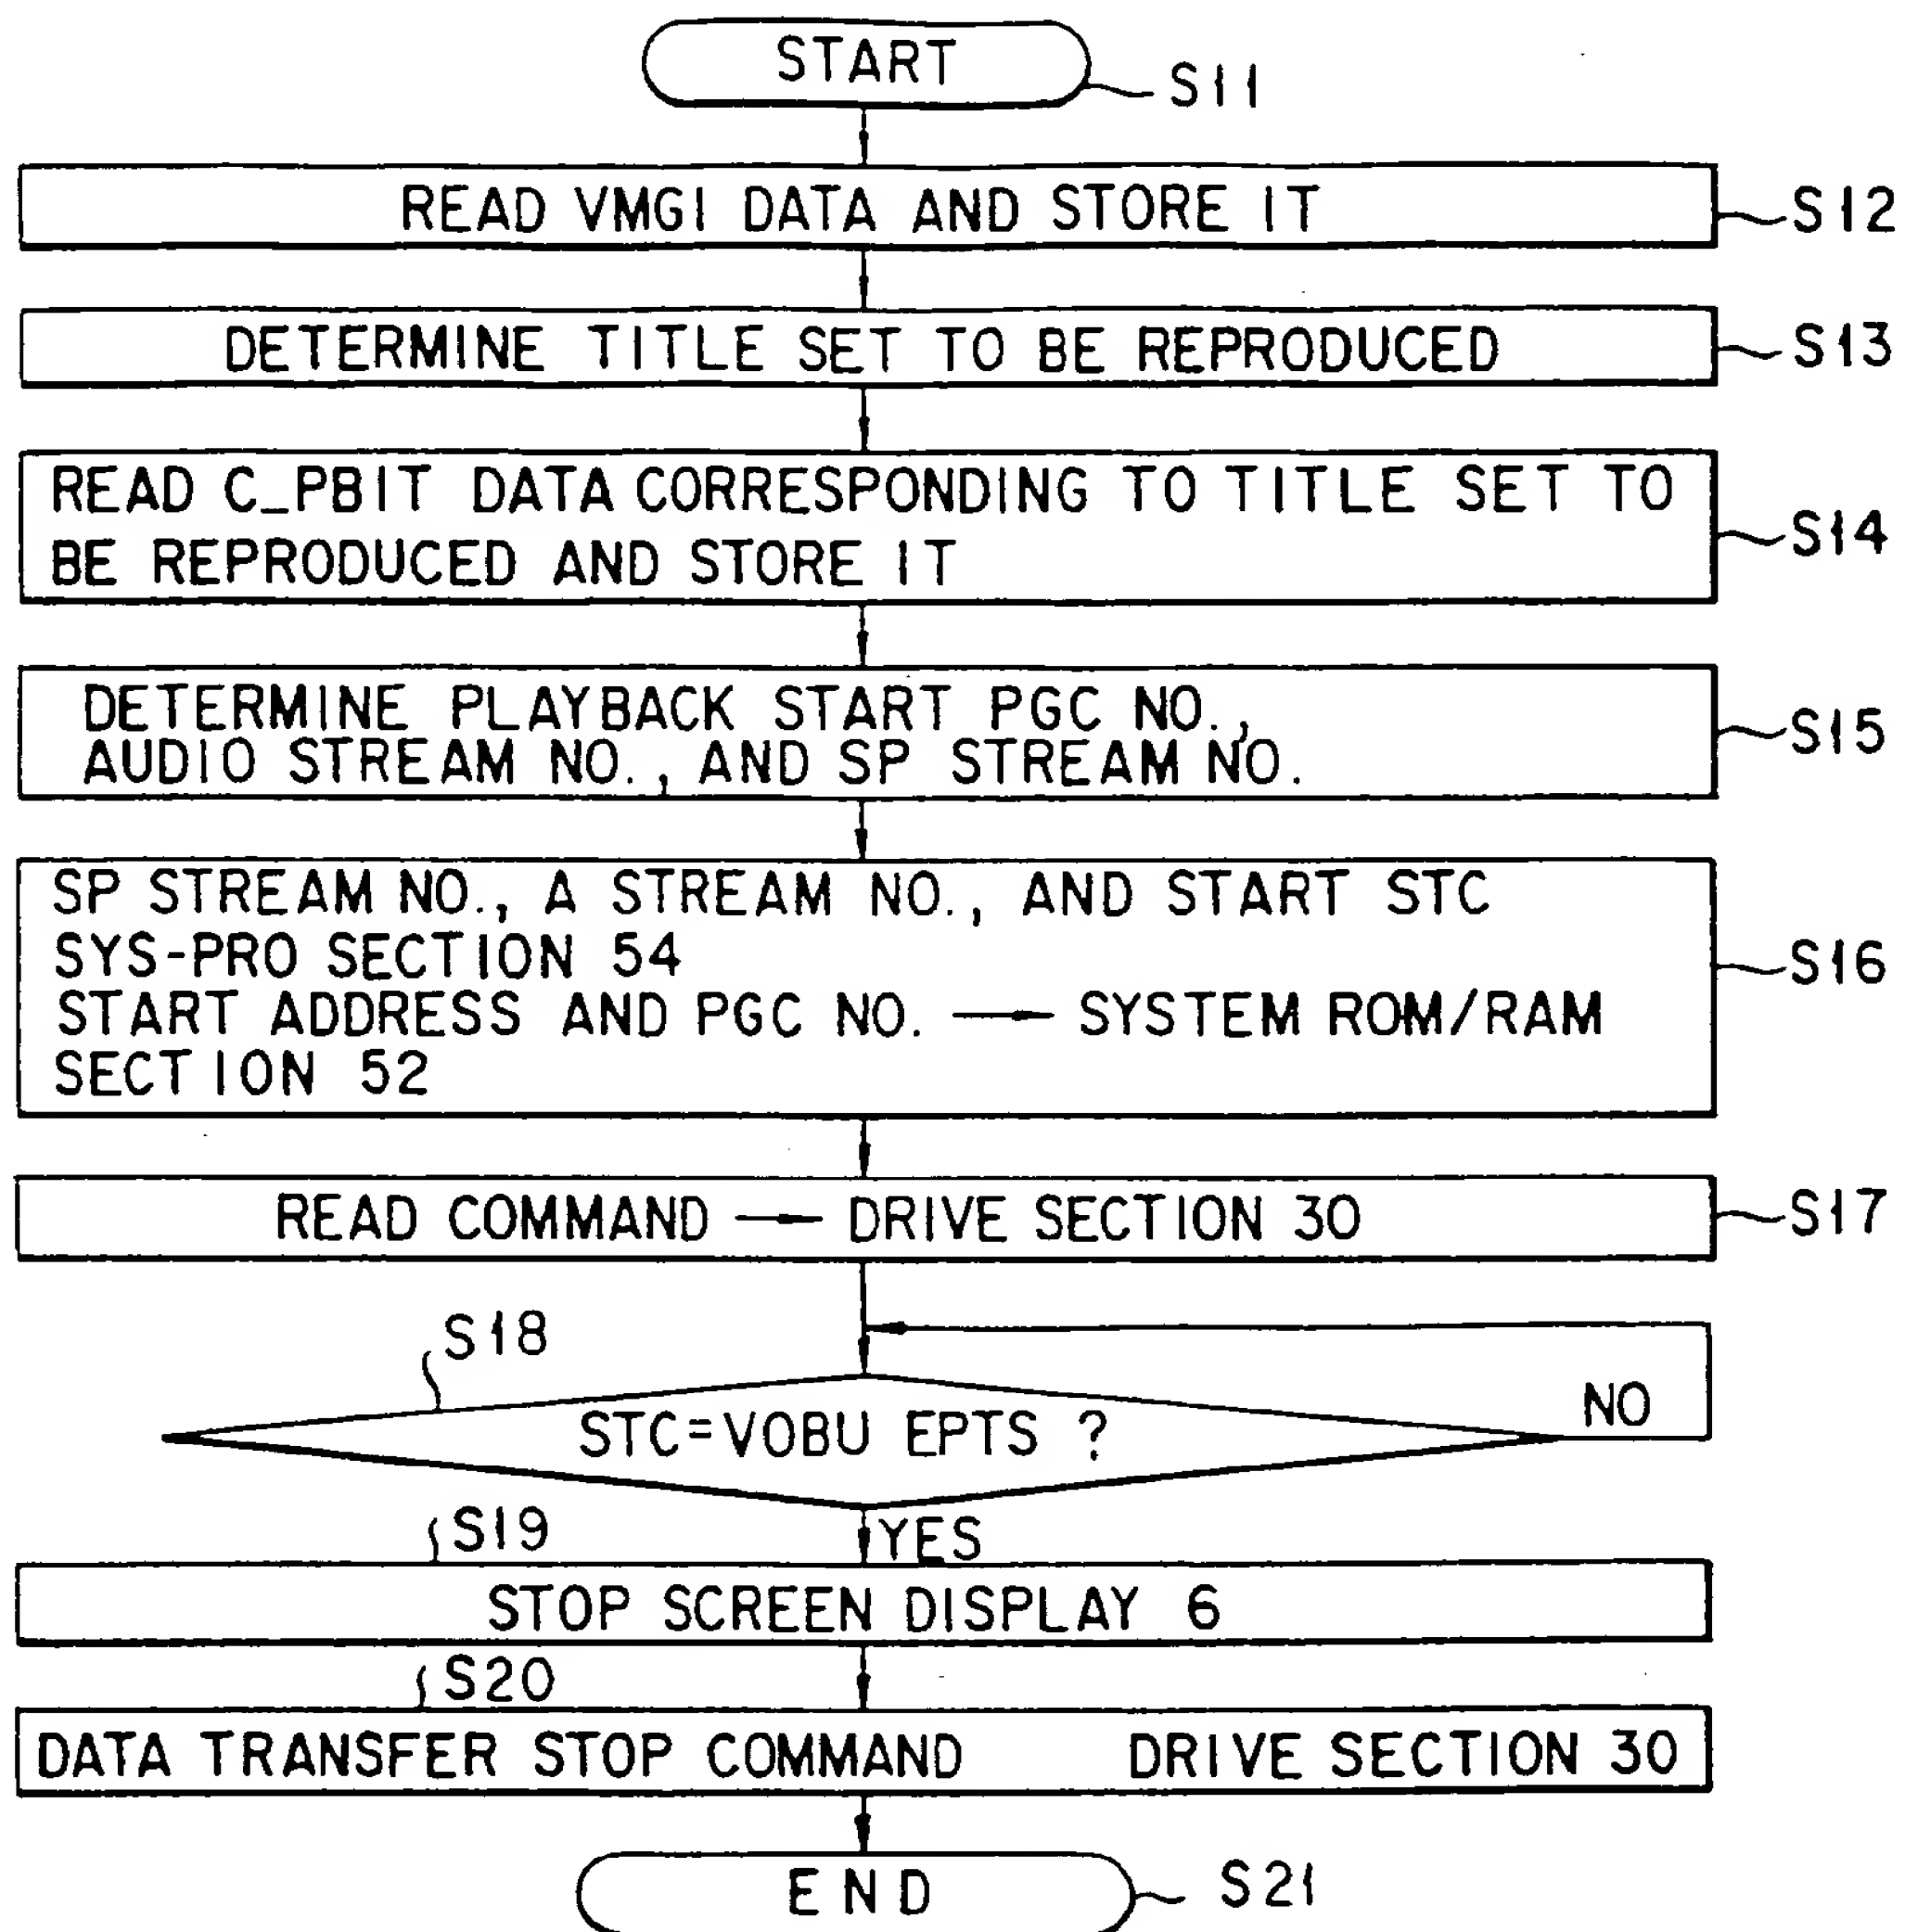 START
S11
READ VMGI DATA AND STORE IT
S12
DETERMINE TITLE SET TO BE REPRODUCED
S13
READ C_PBIT DATA CORRESPONDING TO TITLE SET TO
BE REPRODUCED AND STORE IT
S14
DETERMINE PLAYBACK START PGC NO.,
AUDIO STREAM NO., AND SP STREAM NO.
S15
SP STREAM NO., A STREAM NO., AND START STC
SYS-PRO SECTION 54
START ADDRESS AND PGC NO. → SYSTEM ROM/RAM
SECTION 52
S16
READ COMMAND → DRIVE SECTION 30
S17
S18
STC=VOBU EPTS ?
NO
YES
S19
STOP SCREEN DISPLAY 6
S20
DATA TRANSFER STOP COMMAND DRIVE SECTION 30
END
S21